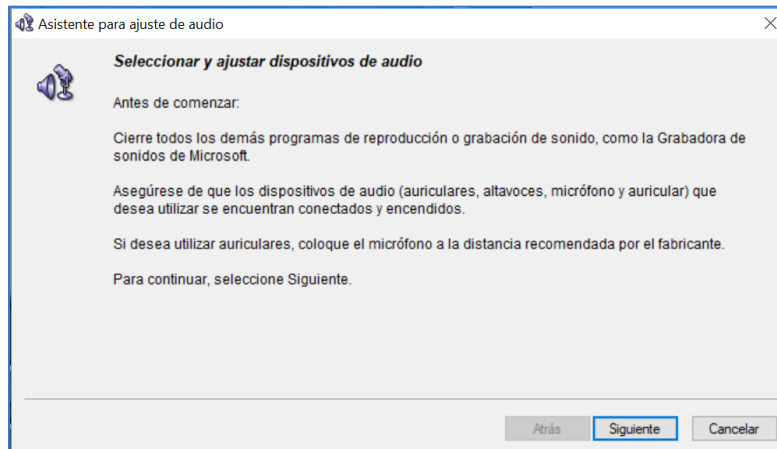 Asistente para ajuste de audio
Seleccionar y ajustar dispositivos de audio
Antes de comenzar:
Cierre todos los demás programas de reproducción o grabación de sonido, como la Grabadora de
sonidos de Microsoft.
Asegúrese de que los dispositivos de audio (auriculares, altavoces, micrófono y auricular) que
desea utilizar se encuentran conectados y encendidos.
Si desea utilizar auriculares, coloque el micrófono a la distancia recomendada por el fabricante.
Para continuar, seleccione Siguiente.
Atrás Siguiente Cancelar